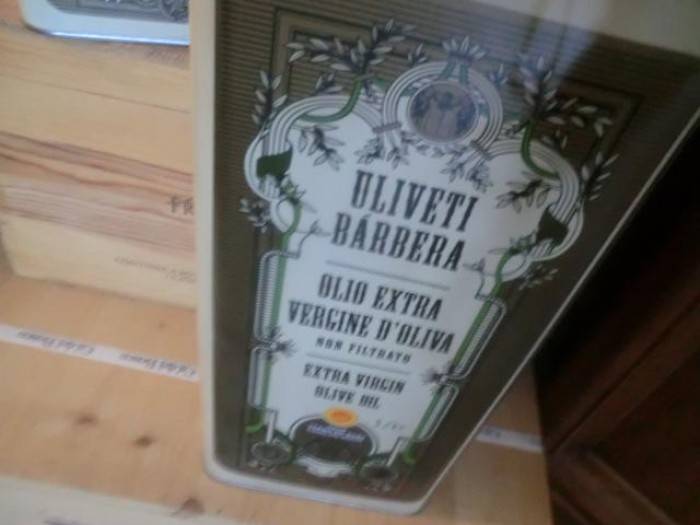 ULIVETI
BÁRBERA
OLIO EXTRA
VERGINE D'OLIVA
NON FILTRATO
EXTRA VIRGIN
OLIVE OIL